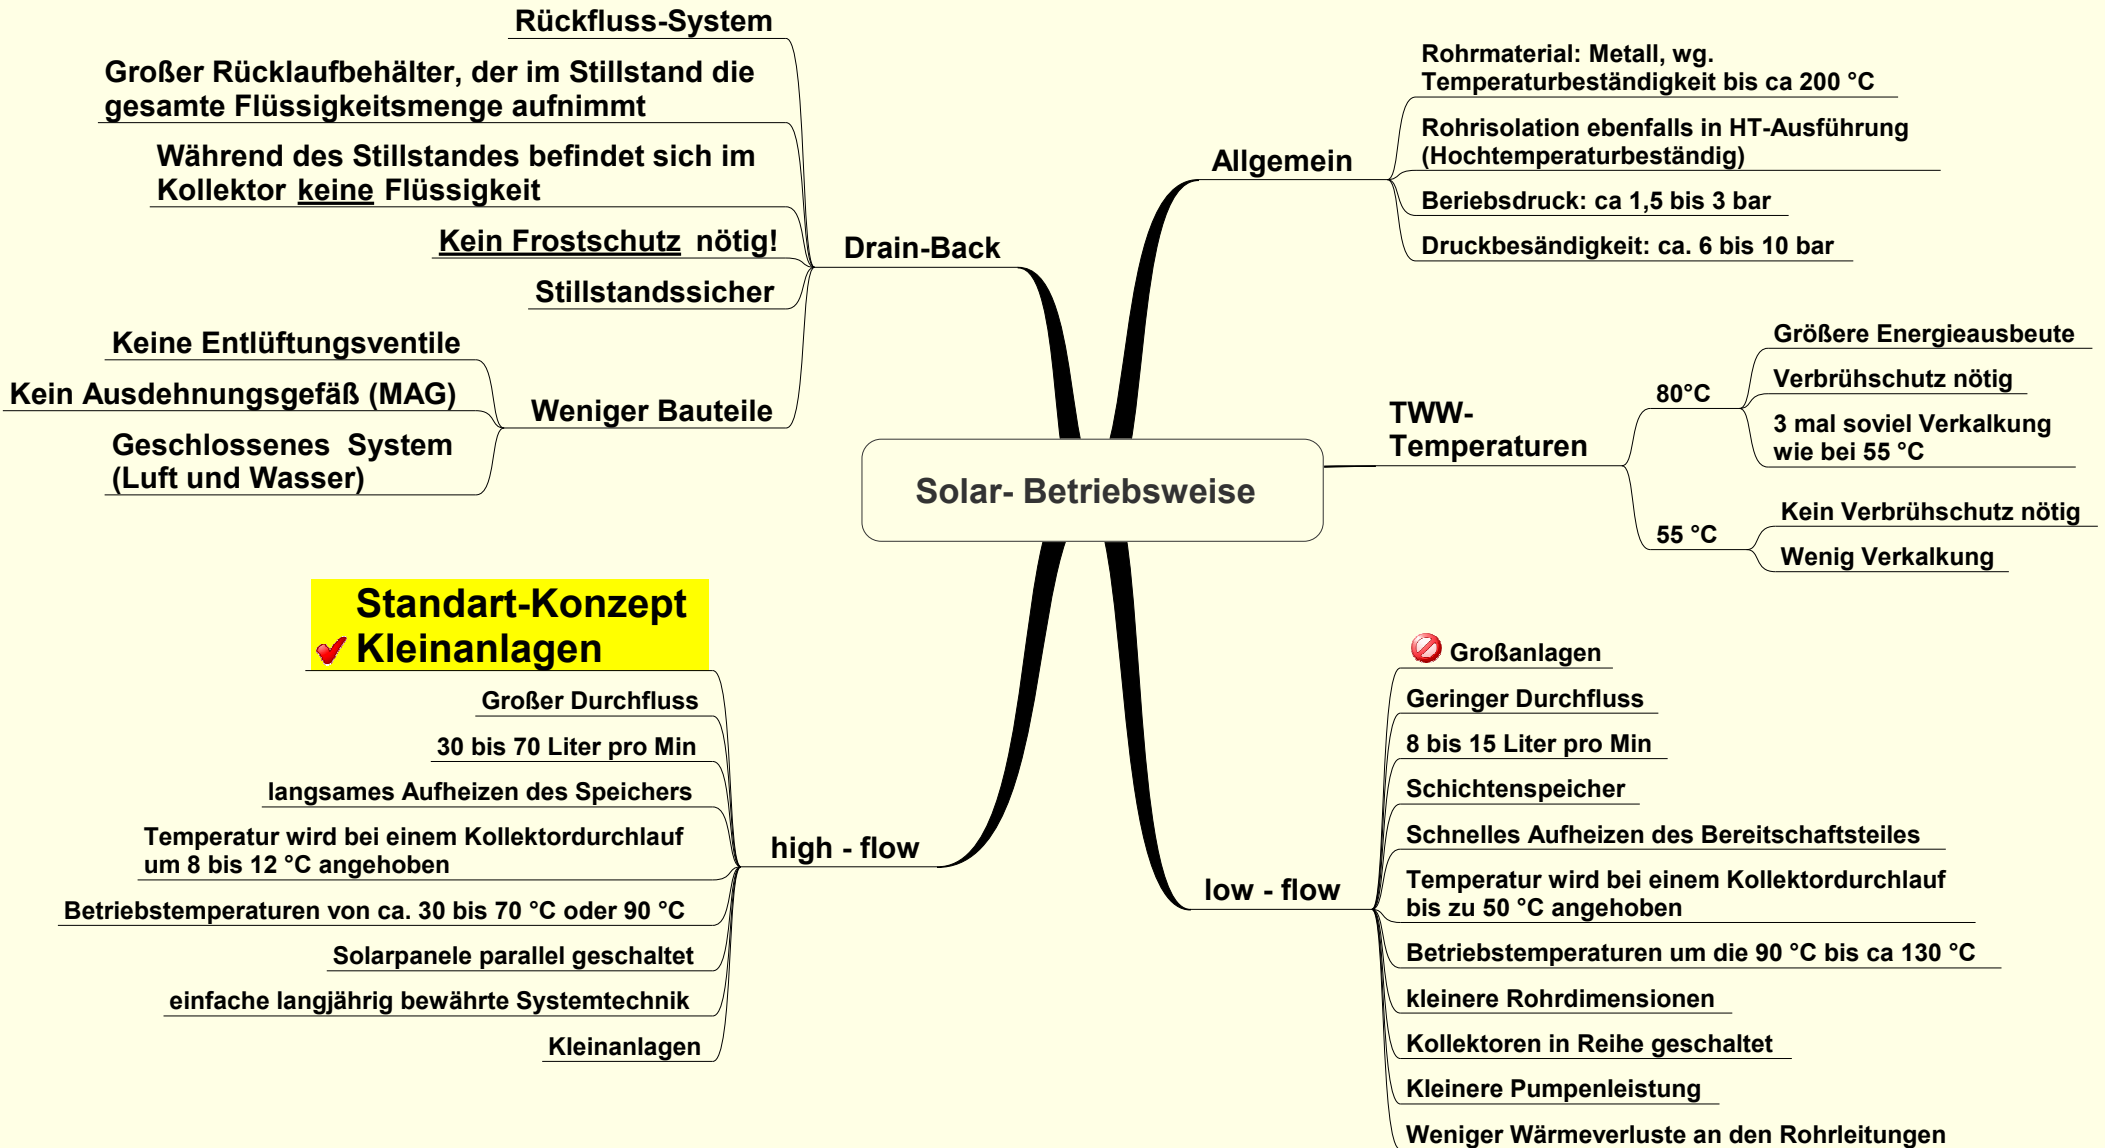 Rückfluss-System
Großer Rücklaufbehälter, der im Stillstand die
gesamte Flüssigkeitsmenge aufnimmt
Während des Stillstandes befindet sich im
Kollektor keine Flüssigkeit
Kein Frostschutz nötig!
Stillstandssicher
Keine Entlüftungsventile
Kein Ausdehnungsgefäß (MAG)
Geschlossenes System
(Luft und Wasser)
Weniger Bauteile
Drain-Back
Allgemein
Rohrmaterial: Metall, wg.
Temperaturbeständigkeit bis ca 200 °C
Rohrisolation ebenfalls in HT-Ausführung
(Hochtemperaturbeständig)
Beriebsdruck: ca 1,5 bis 3 bar
Druckbesändigkeit: ca. 6 bis 10 bar
TWW-
Temperaturen
80°C
Größere Energieausbeute
Verbrühschutz nötig
3 mal soviel Verkalkung
wie bei 55 °C
55 °C
Kein Verbrühschutz nötig
Wenig Verkalkung
Solar- Betriebsweise
Standart-Konzept
Kleinanlagen
Großer Durchfluss
30 bis 70 Liter pro Min
langsames Aufheizen des Speichers
Temperatur wird bei einem Kollektordurchlauf
um 8 bis 12 °C angehoben
Betriebstemperaturen von ca. 30 bis 70 °C oder 90 °C
Solarpanele parallel geschaltet
einfache langjährig bewährte Systemtechnik
Kleinanlagen
high - flow
low - flow
Großanlagen
Geringer Durchfluss
8 bis 15 Liter pro Min
Schichtenspeicher
Schnelles Aufheizen des Bereitschaftsteiles
Temperatur wird bei einem Kollektordurchlauf
bis zu 50 °C angehoben
Betriebstemperaturen um die 90 °C bis ca 130 °C
kleinere Rohrdimensionen
Kollektoren in Reihe geschaltet
Kleinere Pumpenleistung
Weniger Wärmeverluste an den Rohrleitungen